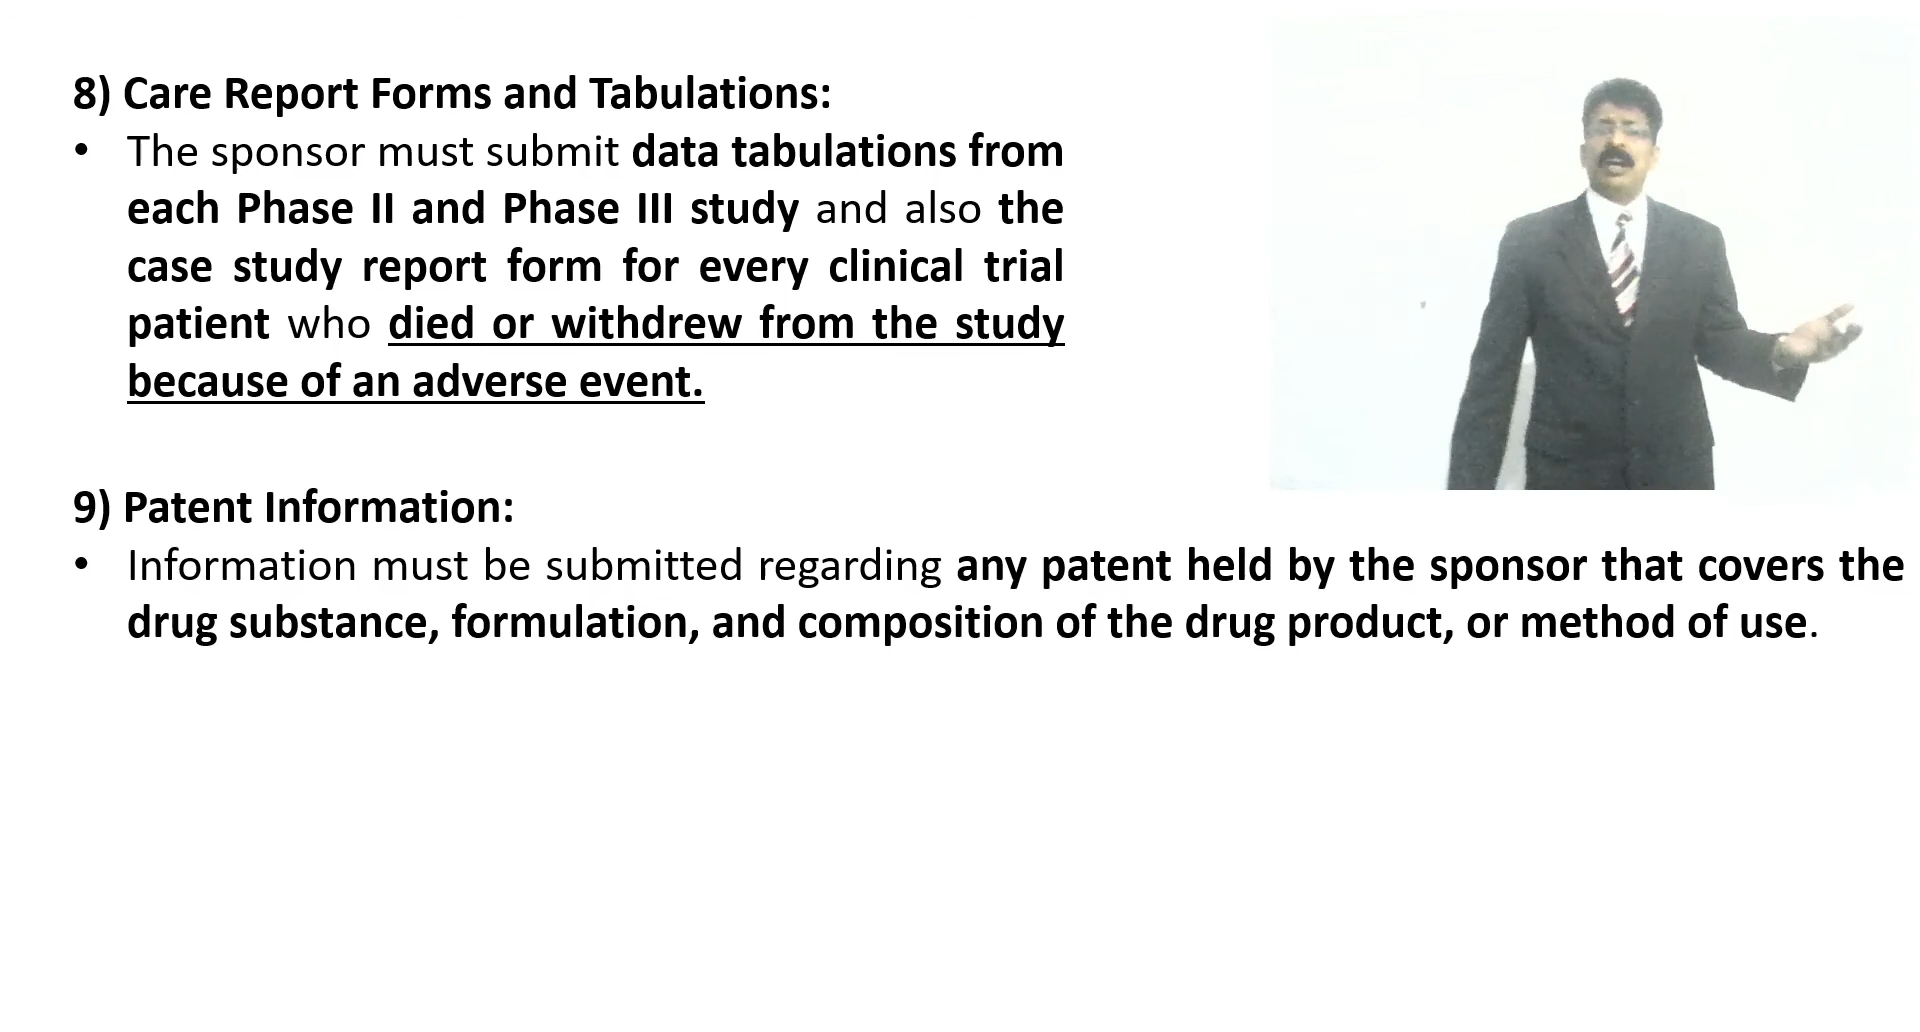 8) Care Report Forms and Tabulations:
• The sponsor must submit data tabulations from
each Phase II and Phase III study and also the
case study report form for every clinical trial
patient who died or withdrew from the study
because of an adverse event.
9) Patent Information:
• Information must be submitted regarding any patent held by the sponsor that covers the
drug substance, formulation, and composition of the drug product, or method of use.